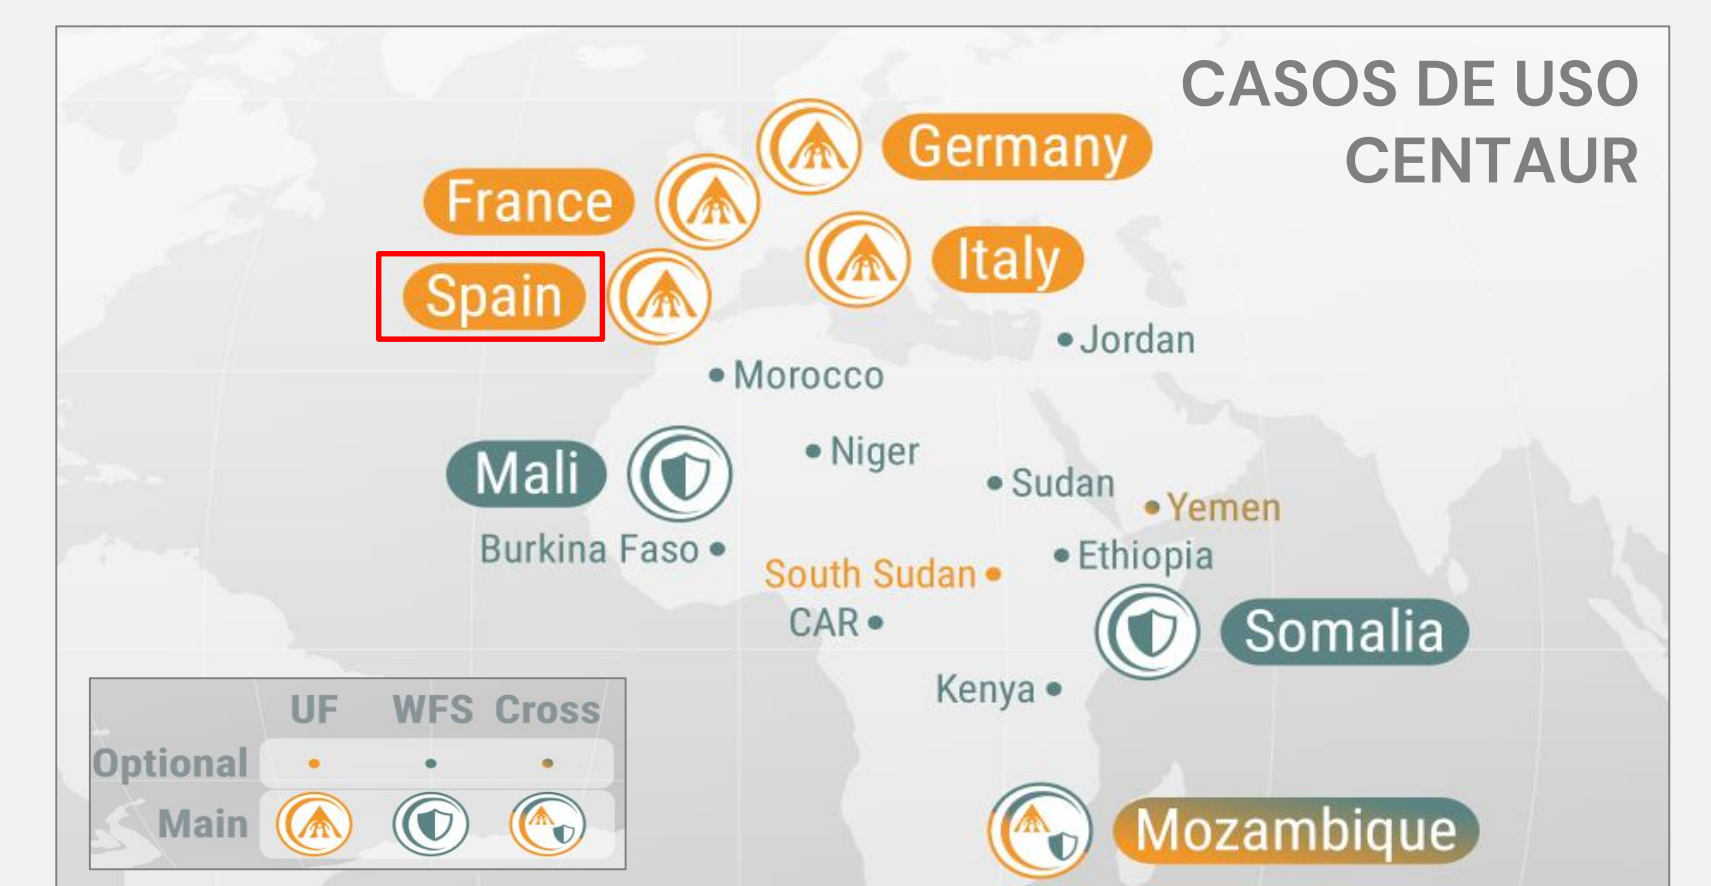 CASOS DE USO
CENTAUR
Germany
France
Italy
Spain
Jordan
Morocco
Niger
Mali
Sudan
Yemen
Burkina Faso
Ethiopia
South Sudan
CAR
Somalia
Kenya
UF WFS Cross
Optional
Main
Mozambique